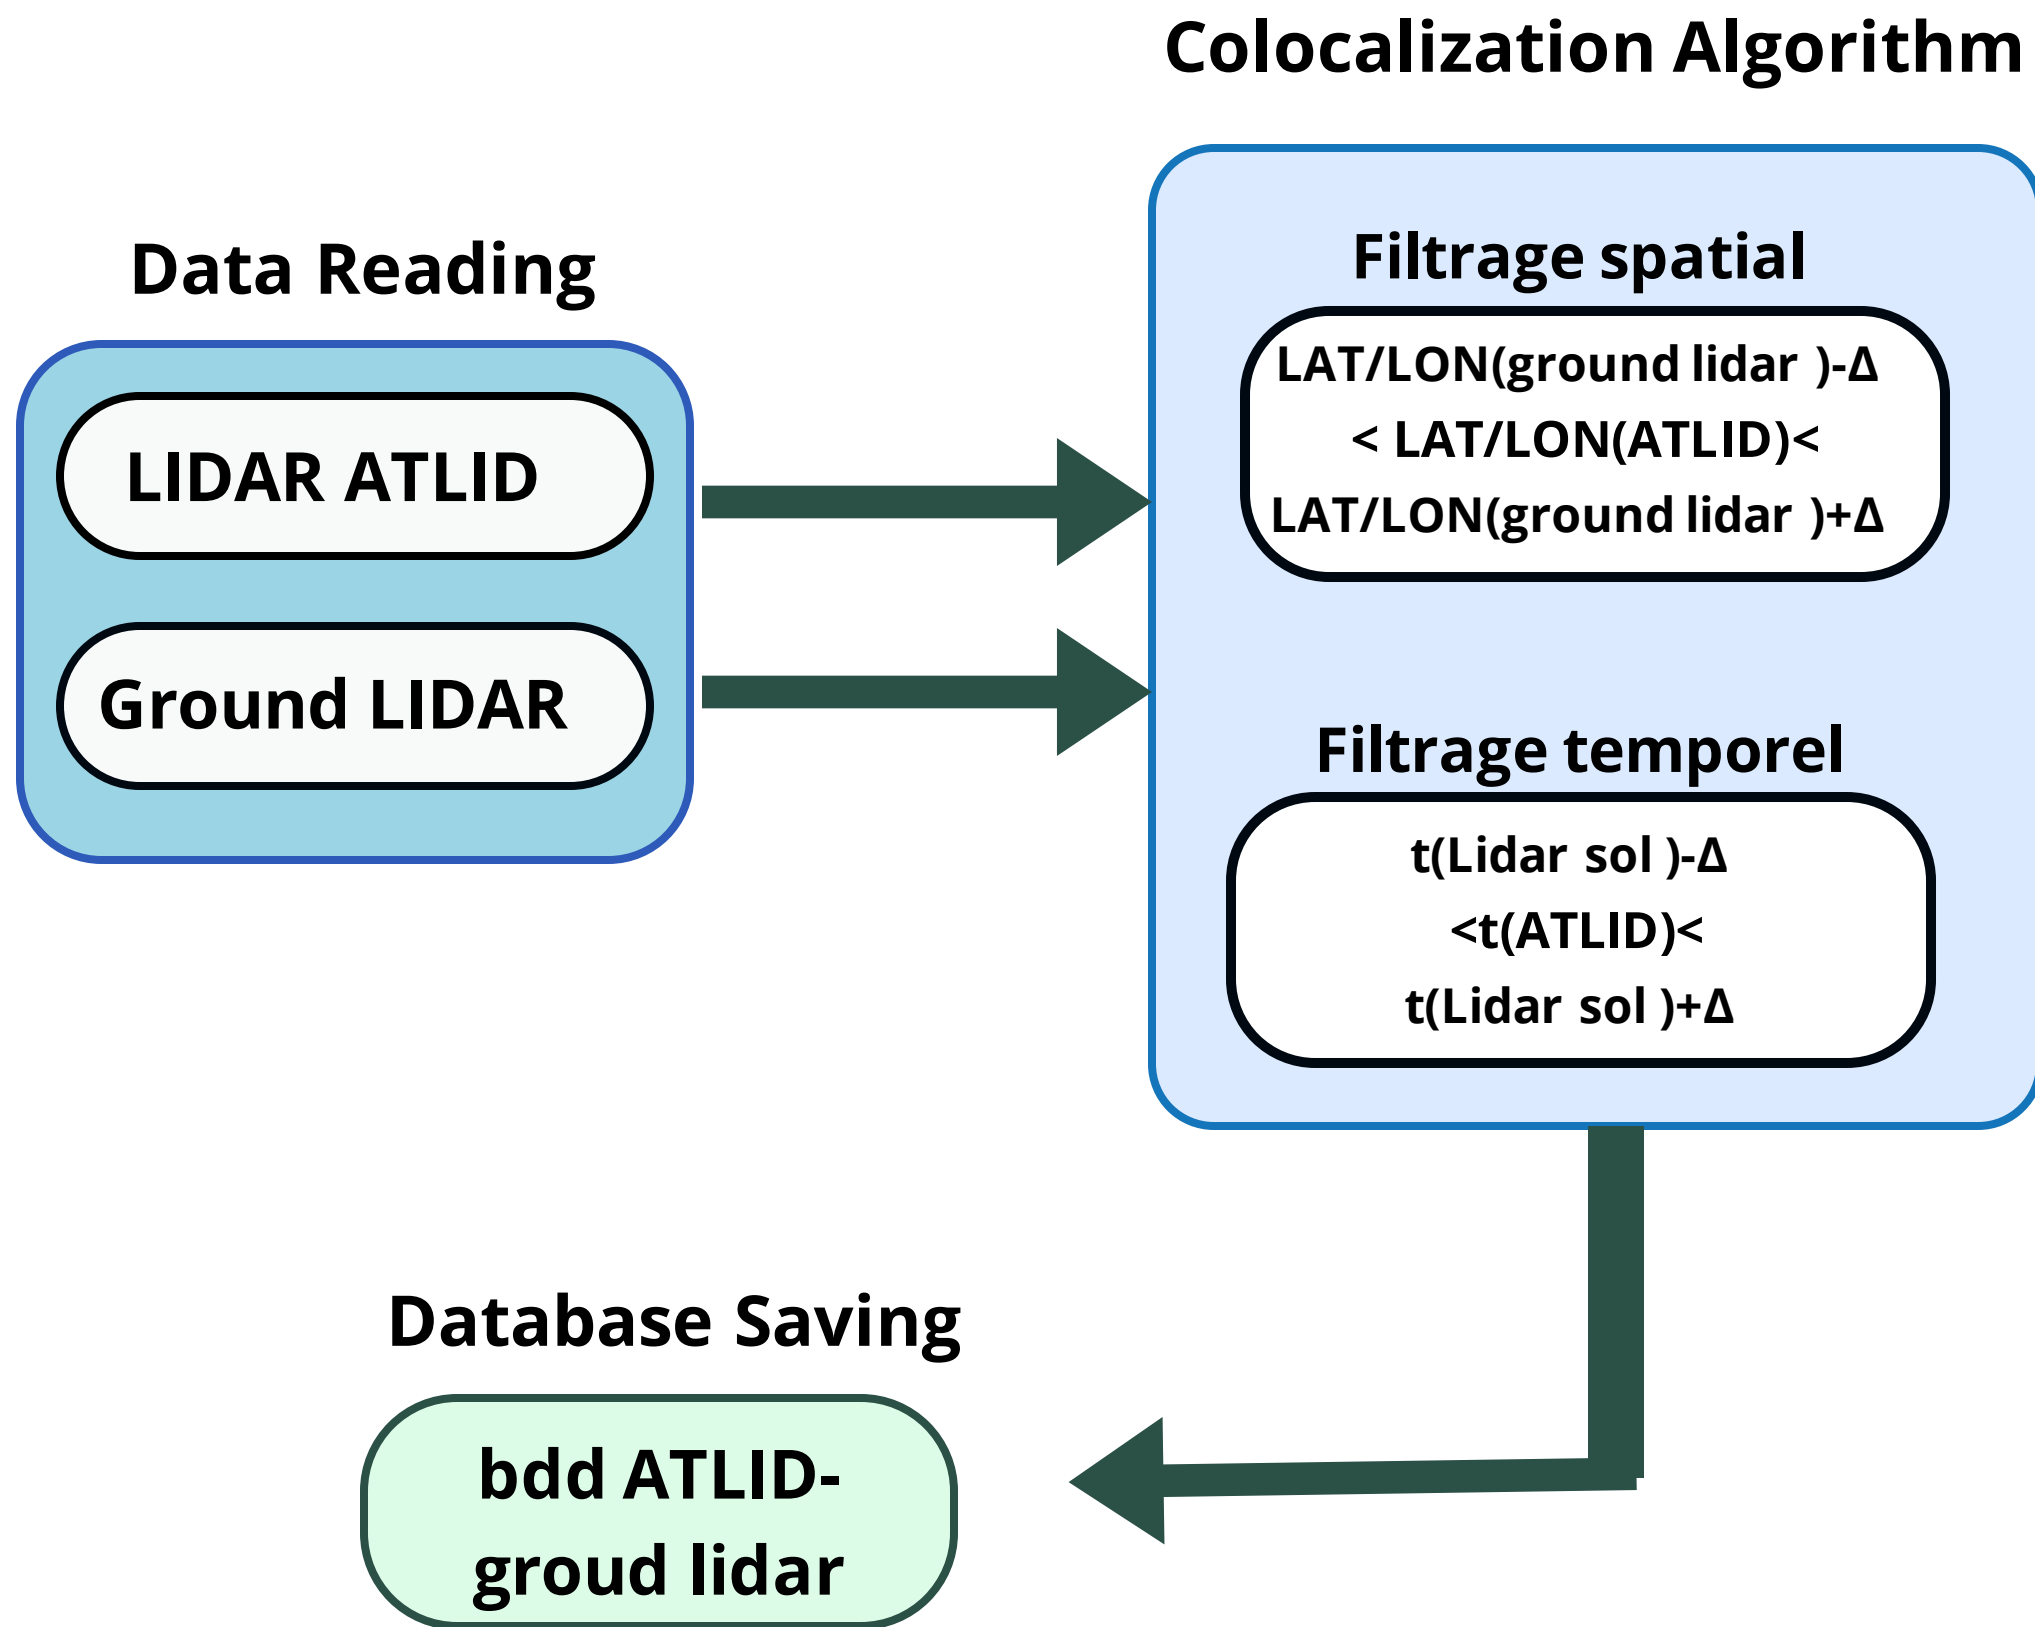 Colocalization Algorithm
Data Reading
LIDAR ATLID
Ground LIDAR
Filtrage spatial
LAT/LON(ground lidar )-Δ
< LAT/LON(ATLID)<
LAT/LON(ground lidar )+Δ
Filtrage temporel
t(Lidar sol )-Δ
<t(ATLID)<
t(Lidar sol )+Δ
Database Saving
bdd ATLID-
groud lidar